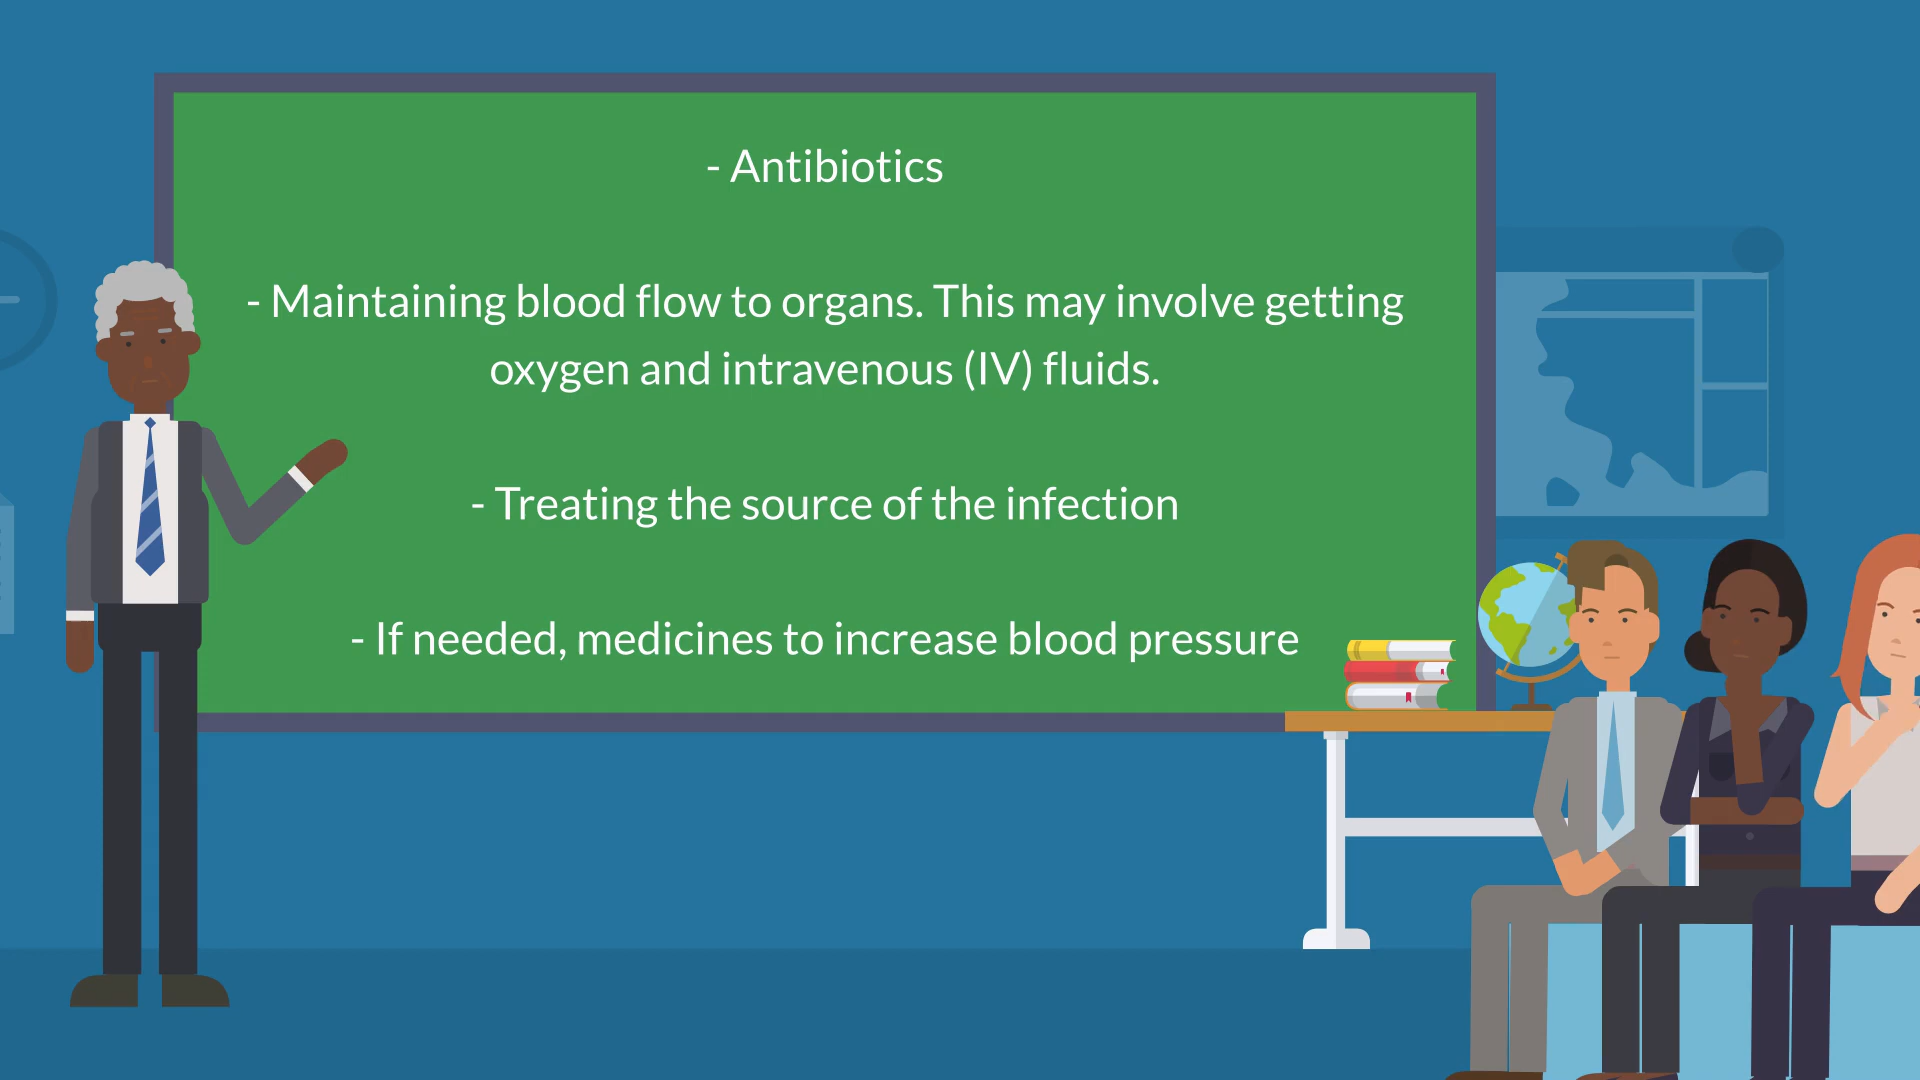 - Antibiotics
- Maintaining blood flow to organs. This may involve getting
oxygen and intravenous (IV) fluids.
- Treating the source of the infection
- If needed, medicines to increase blood pressure